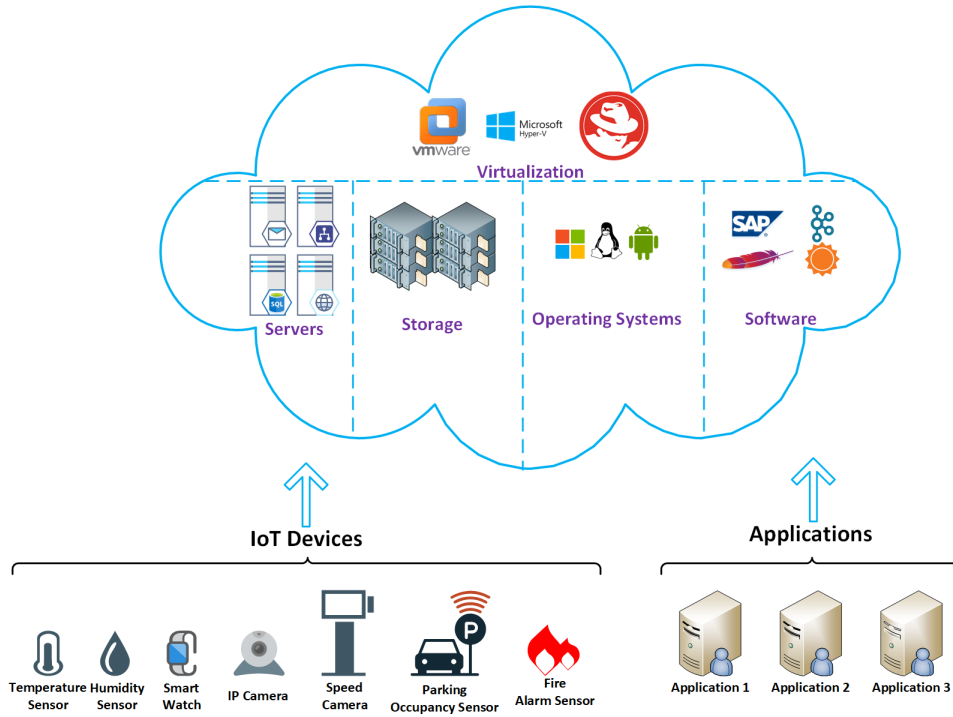 vmware
Microsoft
Hyper-V
Virtualization
SAP
SQL
Servers
Storage
Operating Systems
Software
IoT Devices
Applications
P
Temperature
Sensor
Humidity
Sensor
Smart
Watch
IP Camera
Speed
Camera
Parking
Occupancy Sensor
Fire
Alarm Sensor
Application 1
Application 2
Application 3